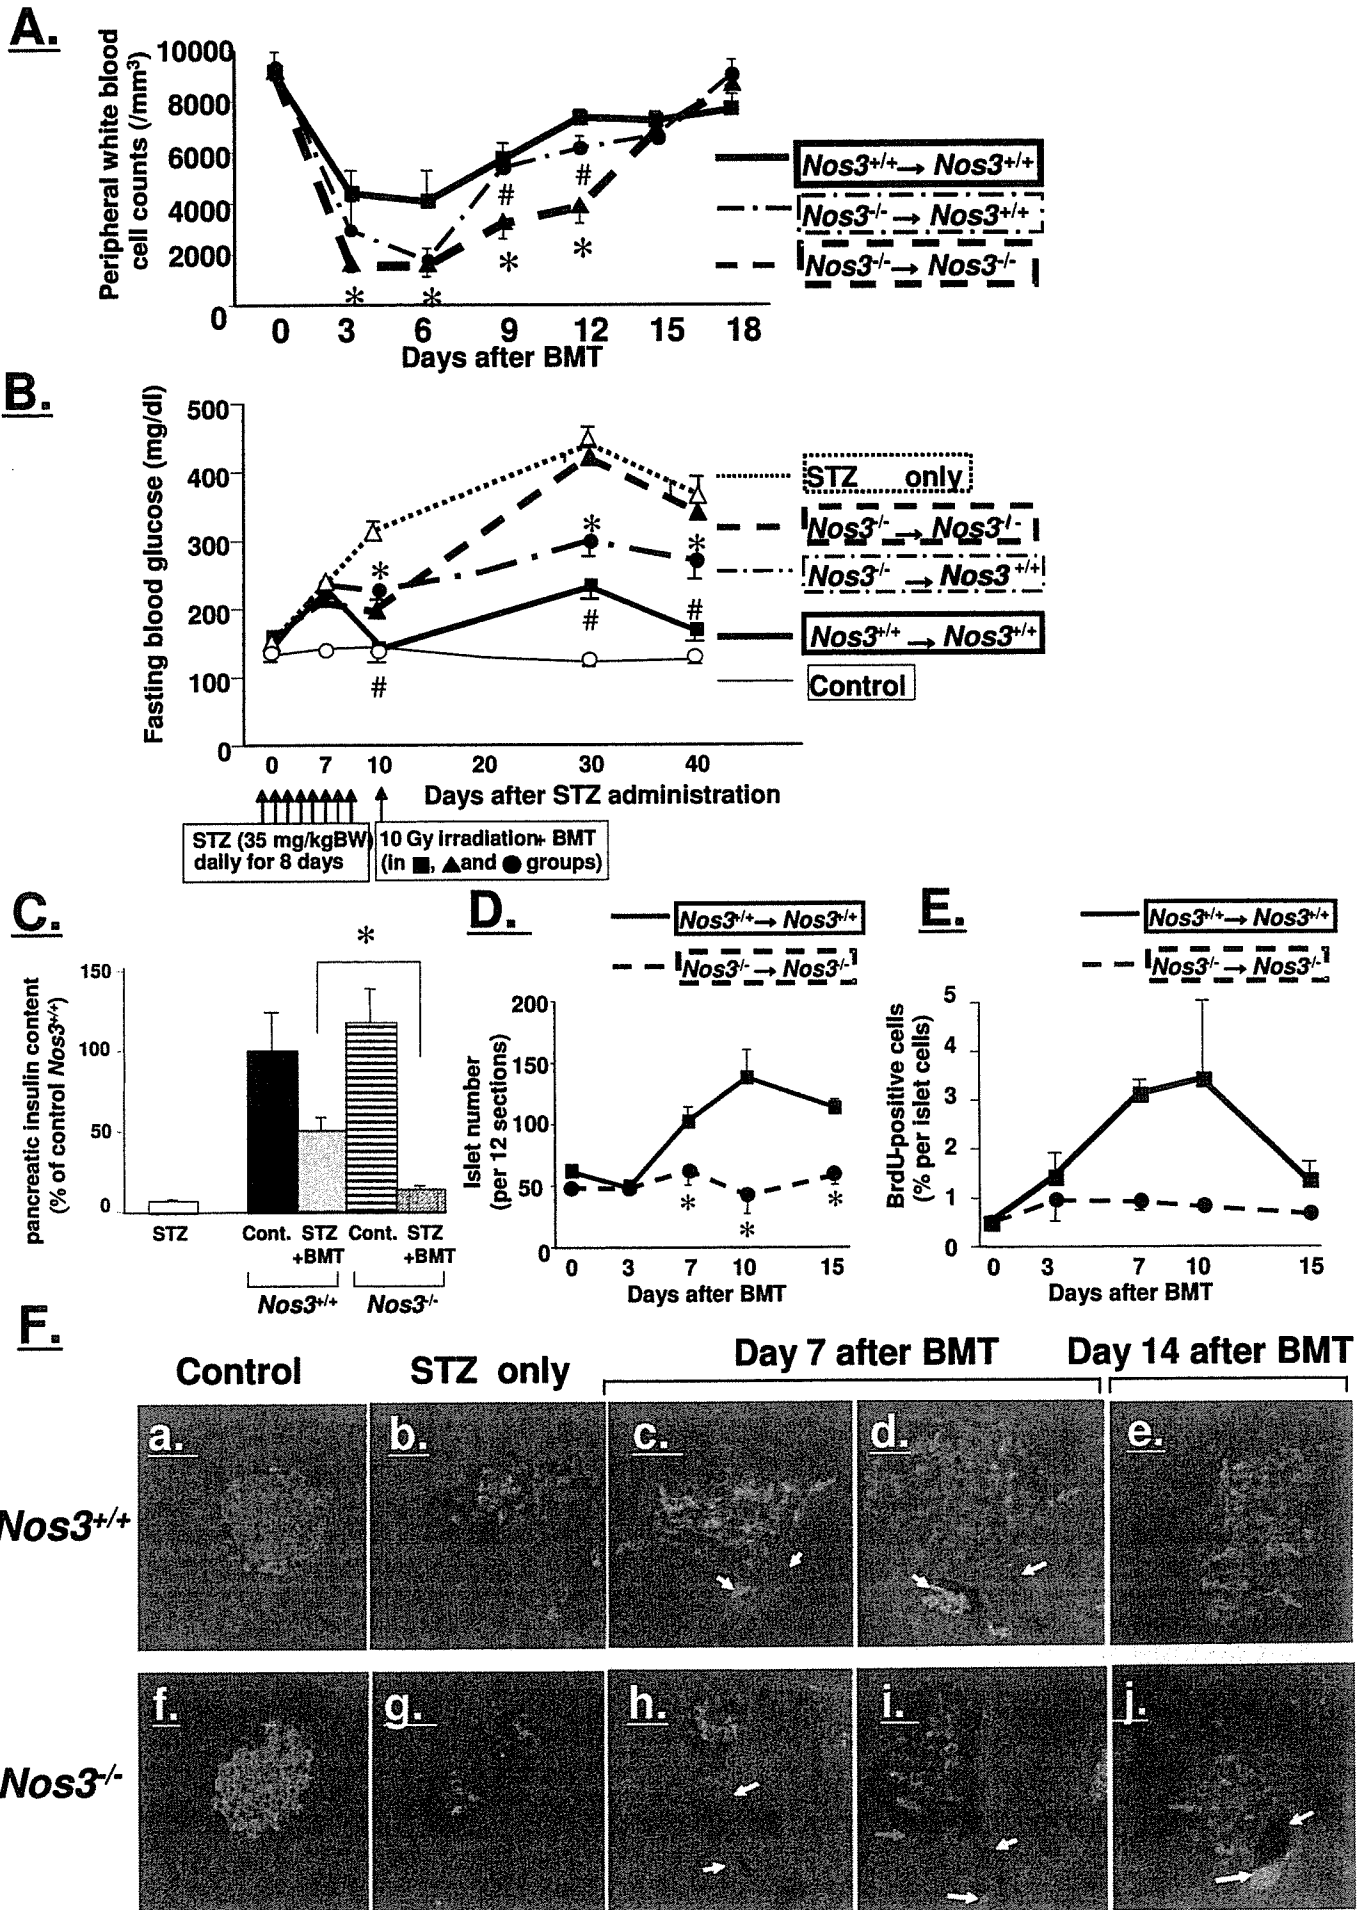 A.
Peripheral white blood
cell counts (/mm³)
10000
8000
6000
4000
2000
0
#
#
*
*
*
*
0 3 6 9 12 15 18
Days after BMT
Nos3+/+ → Nos3+/+
Nos3-/- → Nos3+/+
Nos3-/- → Nos3-/-
B.
Fasting blood glucose (mg/dl)
500
400
300
200
100
0
*
*
*
#
#
#
0 7 10 20 30 40
Days after STZ administration
STZ only
Nos3-/- → Nos3-/-
Nos3-/- → Nos3+/+
Nos3+/+ → Nos3+/+
Control
STZ (35 mg/kgBW)
daily for 8 days
10 Gy irradiation+ BMT
(in ■, ▲and ● groups)
C.
pancreatic insulin content
(% of control Nos3+/+)
150
100
50
0
*
STZ Cont. STZ Cont. STZ
+BMT +BMT
Nos3+/+ Nos3-/-
D.
Nos3+/+ → Nos3+/+
Nos3-/- → Nos3-/-
Islet number
(per 12 sections)
200
150
100
50
0
*
*
*
0 3 7 10 15
Days after BMT
E.
Nos3+/+ → Nos3+/+
Nos3-/- → Nos3-/-
BrdU-positive cells
(% per islet cells)
5
4
3
2
1
0
0 3 7 10 15
Days after BMT
F.
Control STZ only Day 7 after BMT Day 14 after BMT
Nos3+/+
a. b. c. d. e.
Nos3-/-
f. g. h. i. j.